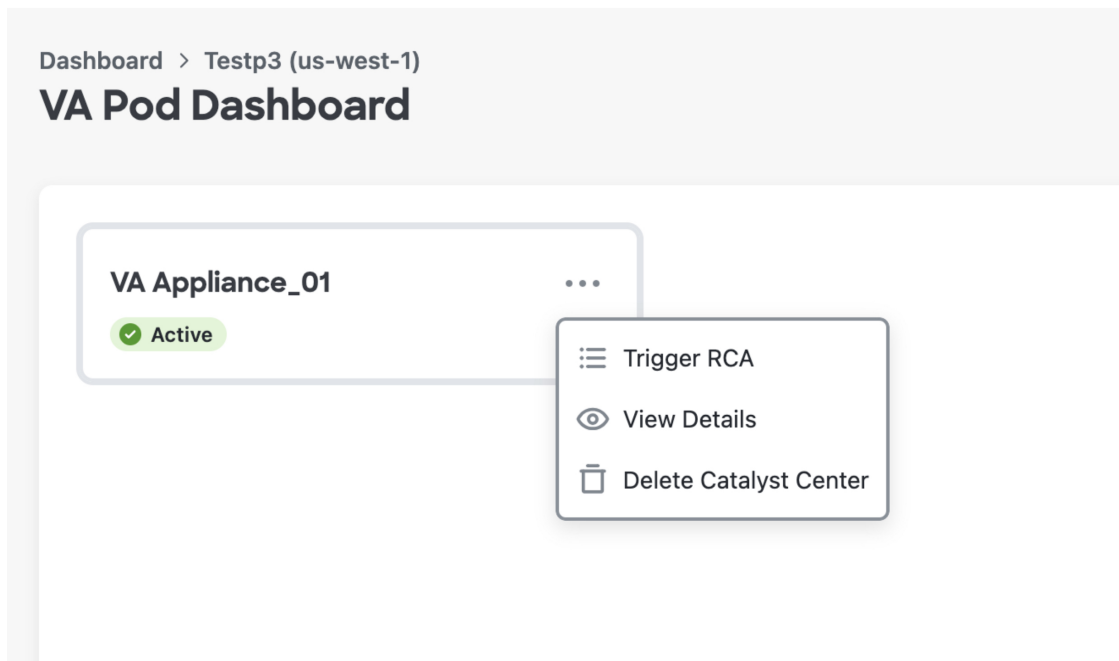 Dashboard > Testp3 (us-west-1)
VA Pod Dashboard
VA Appliance_01
Active
Trigger RCA
View Details
Delete Catalyst Center